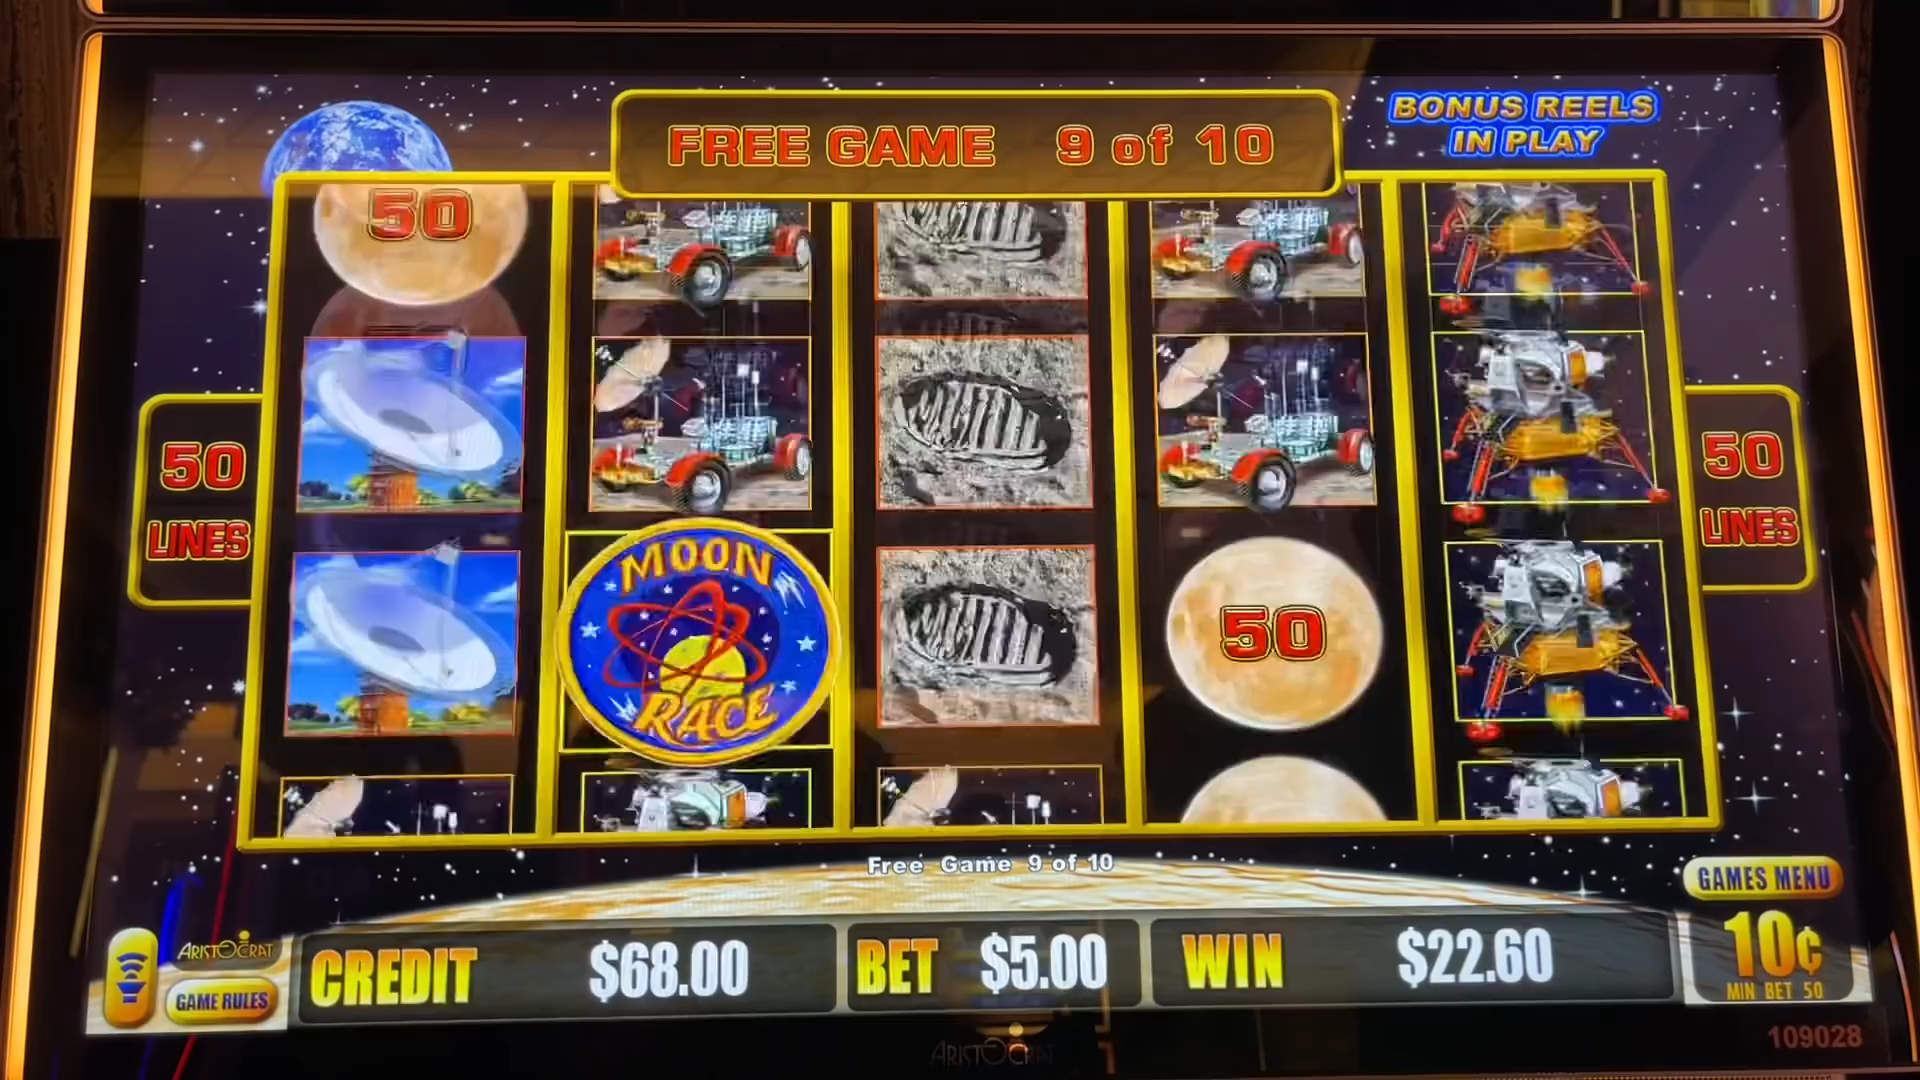 BONUS REELS
IN PLAY
FREE GAME 9 of 10
50
50
LINES
50
LINES
MOON
RACE
50
Free Game 9 of 10
GAMES MENU
ARISTOCRAT
GAME RULES
CREDIT $68.00
BET $5.00
WIN $22.60
10¢
MIN BET 50
109028
ARISTOCRAT